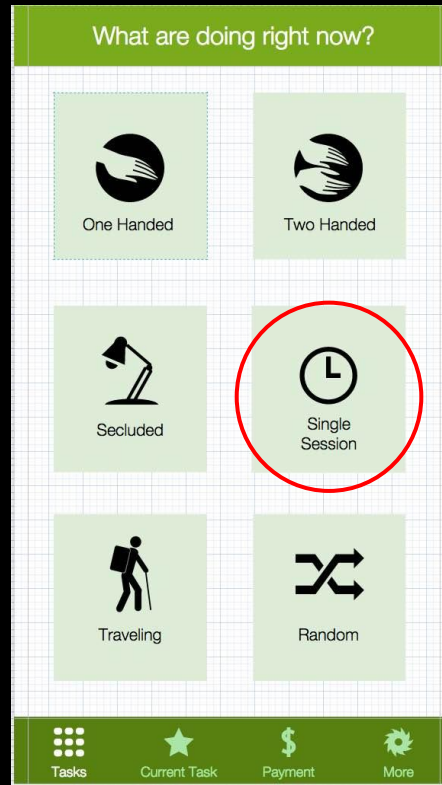 What are doing right now?
One Handed
Two Handed
Secluded
Single
Session
Traveling
Random
Tasks
Current Task
Payment
More